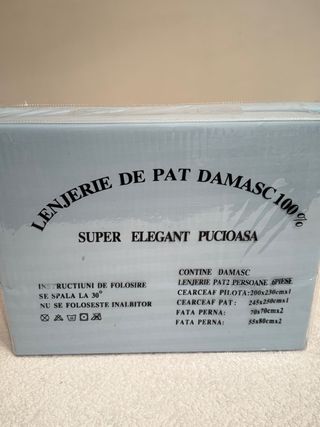 LENJERIE DE PAT DAMASC 100%
SUPER ELEGANT PUCIOASA
INSTRUCTIUNI DE FOLOSIRE
SE SPALA LA 30°
NU SE FOLOSESTE INALBITOR
CONTINE DAMASC
LENJERIE PAT2 PERSOANE 6PIESE
CEARCEAF PILOTA:200x230cmx1
CEARCEAF PAT: 245x250cmx1
FATA PERNA: 70x70cmx2
FATA PERNA: 55x80cmx2